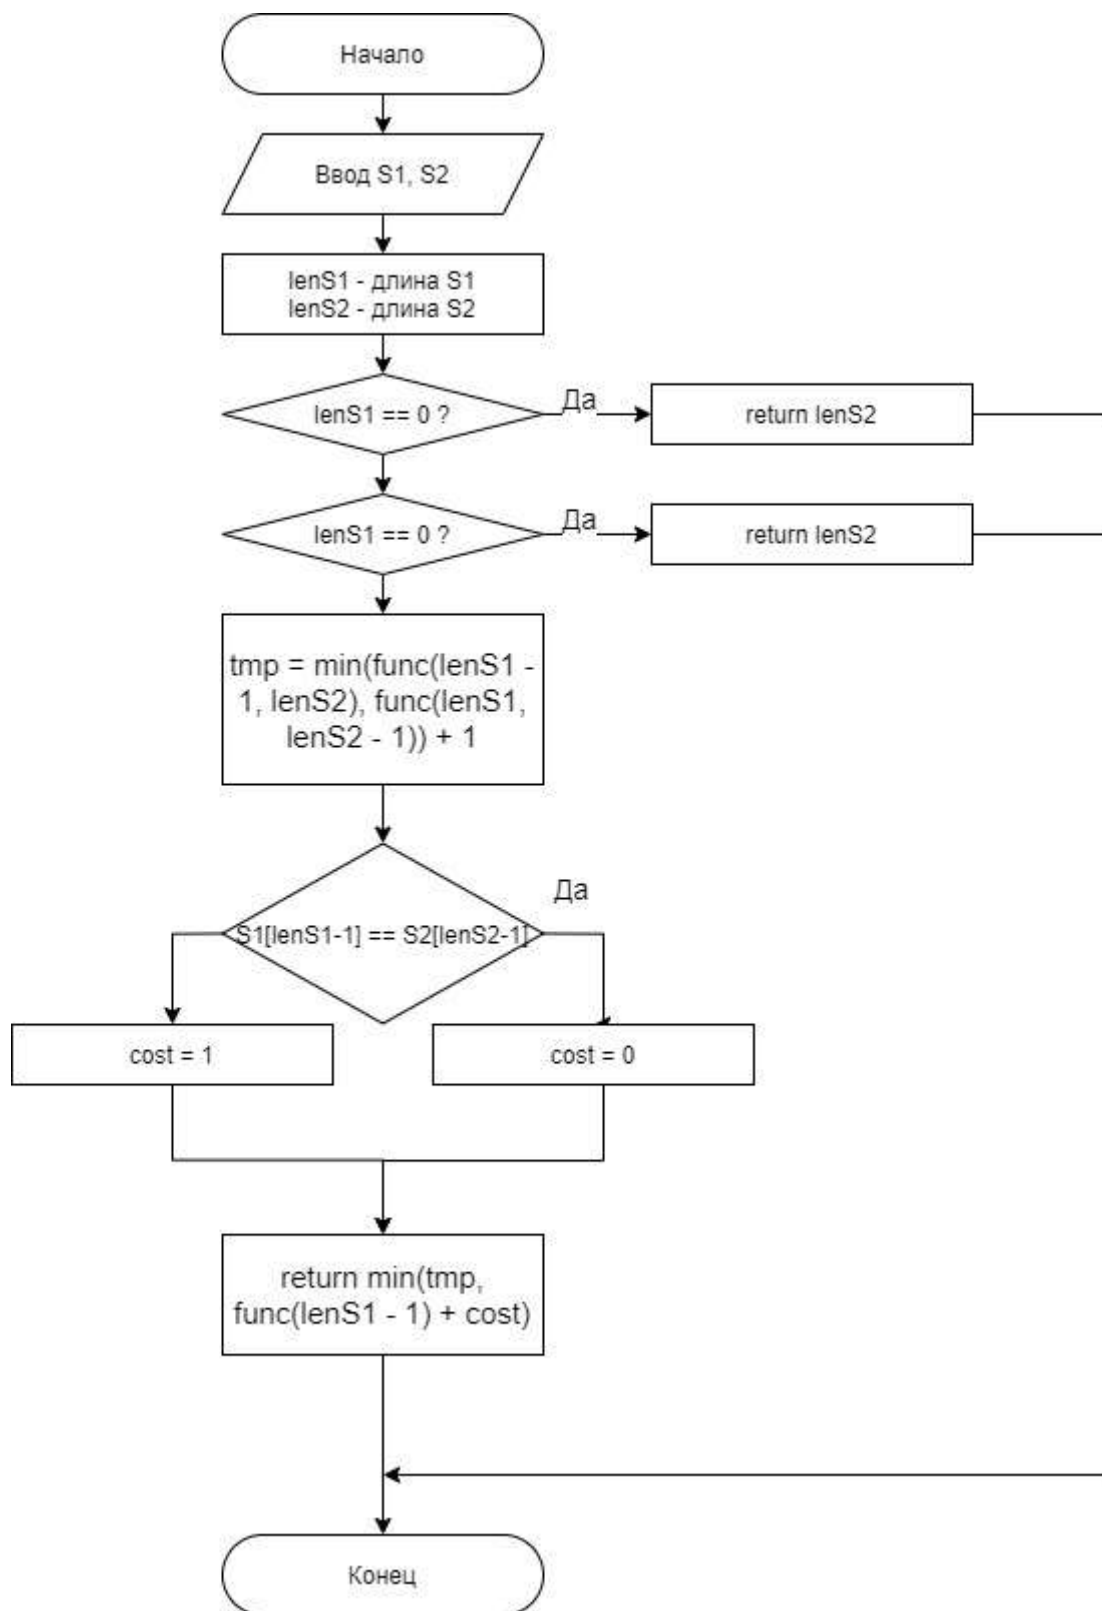 Начало
Ввод S1, S2
lenS1 - длина S1
lenS2 - длина S2
lenS1 == 0 ?
Да
return lenS2
lenS1 == 0 ?
Да
return lenS2
tmp = min(func(lenS1 -
1, lenS2), func(lenS1,
lenS2 - 1)) + 1
Да
S1[lenS1-1] == S2[lenS2-1]
cost = 1
cost = 0
return min(tmp,
func(lenS1 - 1) + cost)
Конец